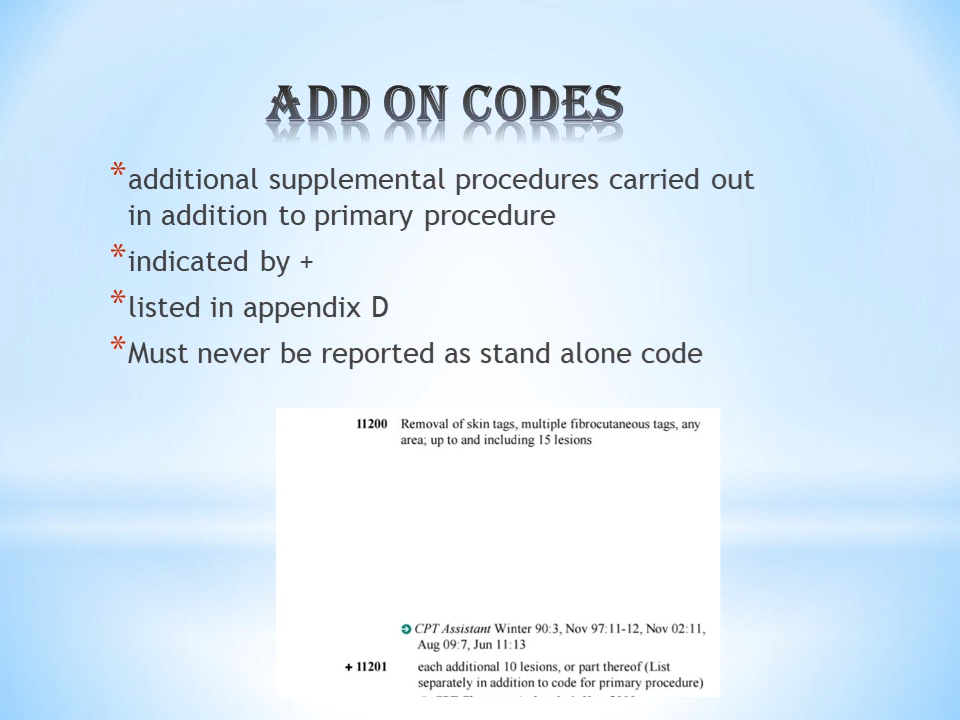 ADD ON CODES
*additional supplemental procedures carried out
in addition to primary procedure
*indicated by +
*listed in appendix D
*Must never be reported as stand alone code
11200 Removal of skin tags, multiple fibrocutaneous tags, any
area; up to and including 15 lesions
CPT Assistant Winter 90:3, Nov 97:11-12, Nov 02:11,
Aug 09:7, Jun 11:13
+ 11201 each additional 10 lesions, or part thereof (List
separately in addition to code for primary procedure)